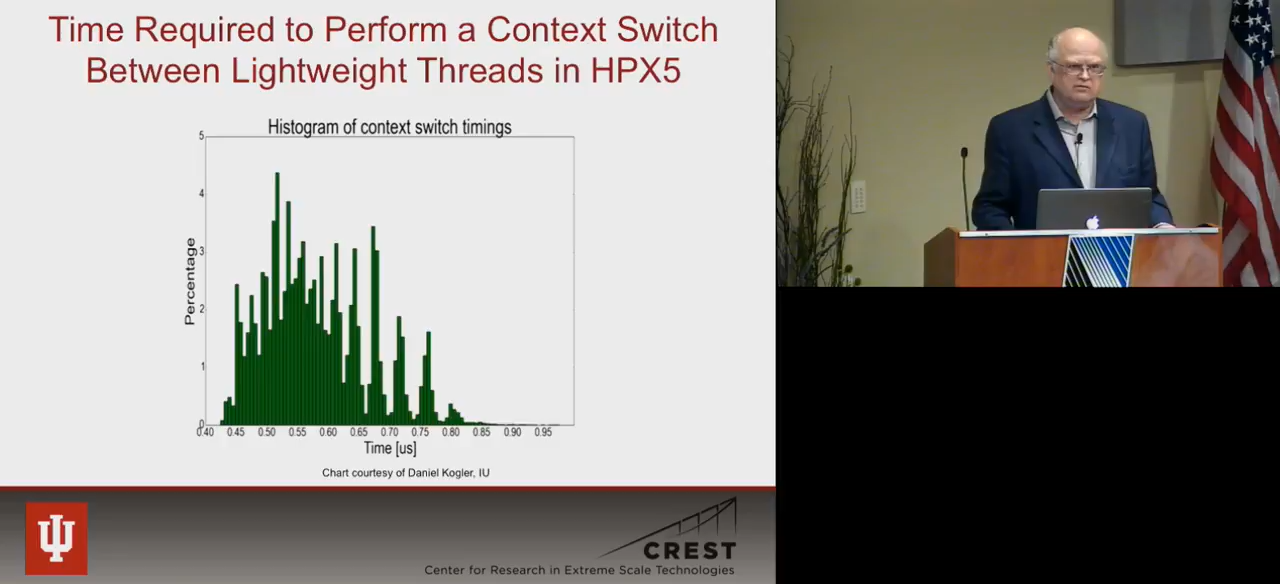 Time Required to Perform a Context Switch
Between Lightweight Threads in HPX5
Histogram of context switch timings
5
4
3
2
1
0
Percentage
0.40 0.45 0.50 0.55 0.60 0.65 0.70 0.75 0.80 0.85 0.90 0.95
Time [us]
Chart courtesy of Daniel Kogler, IU
CREST
Center for Research in Extreme Scale Technologies